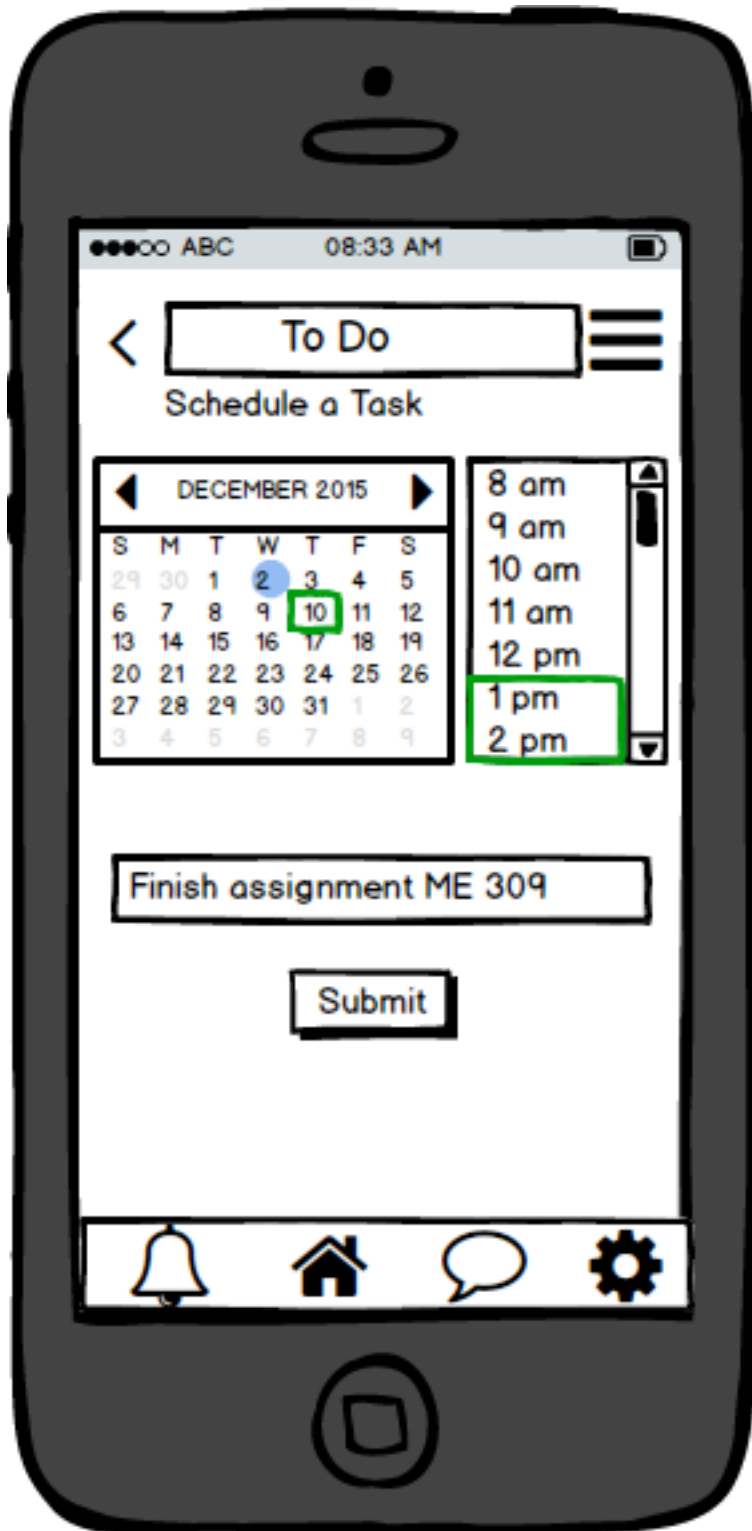 ABC 08:33 AM
To Do
Schedule a Task
DECEMBER 2015
S M T W T F S
29 30 1 2 3 4 5
6 7 8 9 10 11 12
13 14 15 16 17 18 19
20 21 22 23 24 25 26
27 28 29 30 31 1 2
3 4 5 6 7 8 9
8 am
9 am
10 am
11 am
12 pm
1 pm
2 pm
Finish assignment ME 309
Submit